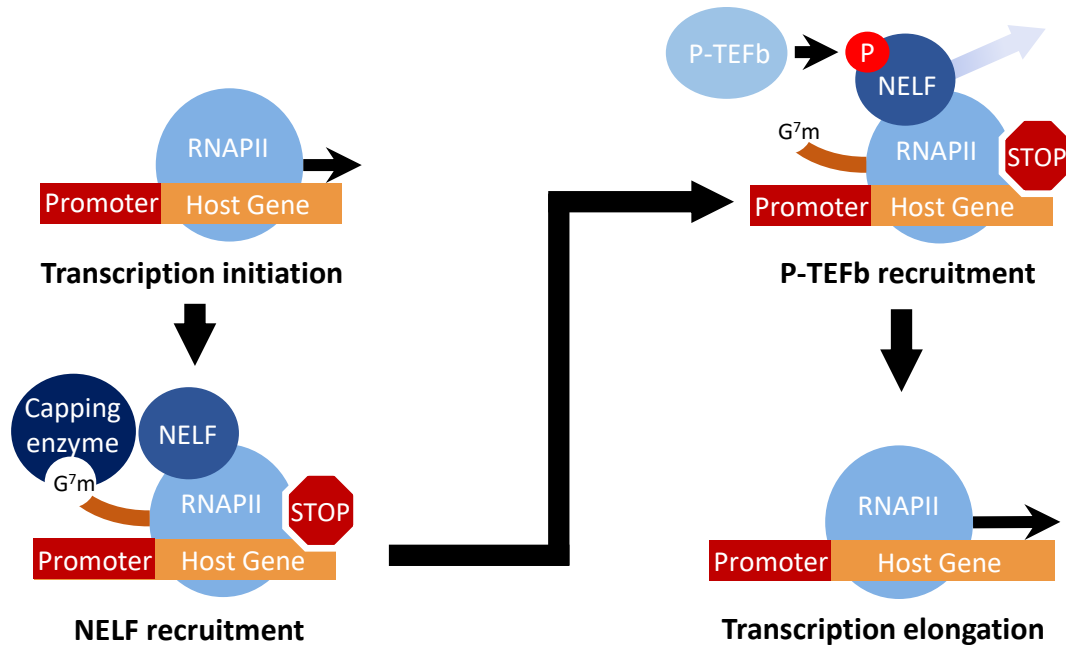 RNAPII
Promoter
Host Gene
Transcription initiation
Capping
enzyme
NELF
G⁷m
RNAPII
STOP
Promoter
Host Gene
NELF recruitment
P-TEFb
P
NELF
G⁷m
RNAPII
STOP
Promoter
Host Gene
P-TEFb recruitment
RNAPII
Promoter
Host Gene
Transcription elongation